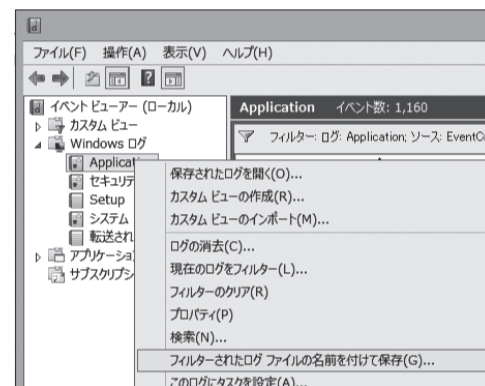 ファイル(F) 操作(A) 表示(V) ヘルプ(H)
イベント ビューアー (ローカル)
カスタム ビュー
Windows ログ
Applicat
セキュリテ
Setup
システム
転送され
アプリケーショ
サブスクリプシ
Application イベント数: 1,160
フィルター: ログ: Application; ソース: EventC
保存されたログを開く(O)...
カスタム ビューの作成(R)...
カスタム ビューのインポート(M)...
ログの消去(C)...
現在のログをフィルター(L)...
フィルターのクリア(R)
プロパティ(P)
検索(N)...
フィルターされたログ ファイルの名前を付けて保存(G)...
このログにタスクを設定(A)...